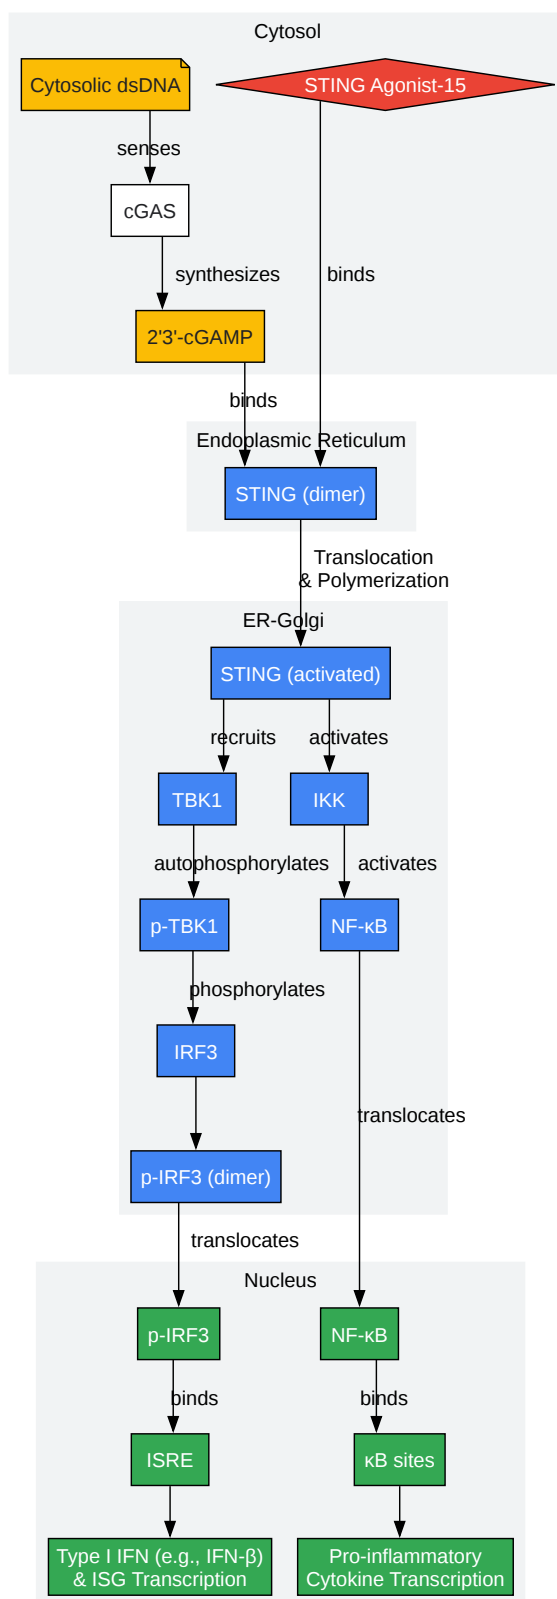 Cytosol
Cytosolic dsDNA
STING Agonist-15
senses
cGAS
synthesizes
binds
2'3'-cGAMP
binds
Endoplasmic Reticulum
STING (dimer)
Translocation
& Polymerization
ER-Golgi
STING (activated)
recruits
activates
TBK1
IKK
autophosphorylates
activates
p-TBK1
NF-κB
phosphorylates
IRF3
translocates
p-IRF3 (dimer)
translocates
Nucleus
p-IRF3
NF-κB
binds
binds
ISRE
κB sites
Type I IFN (e.g., IFN-β)
& ISG Transcription
Pro-inflammatory
Cytokine Transcription